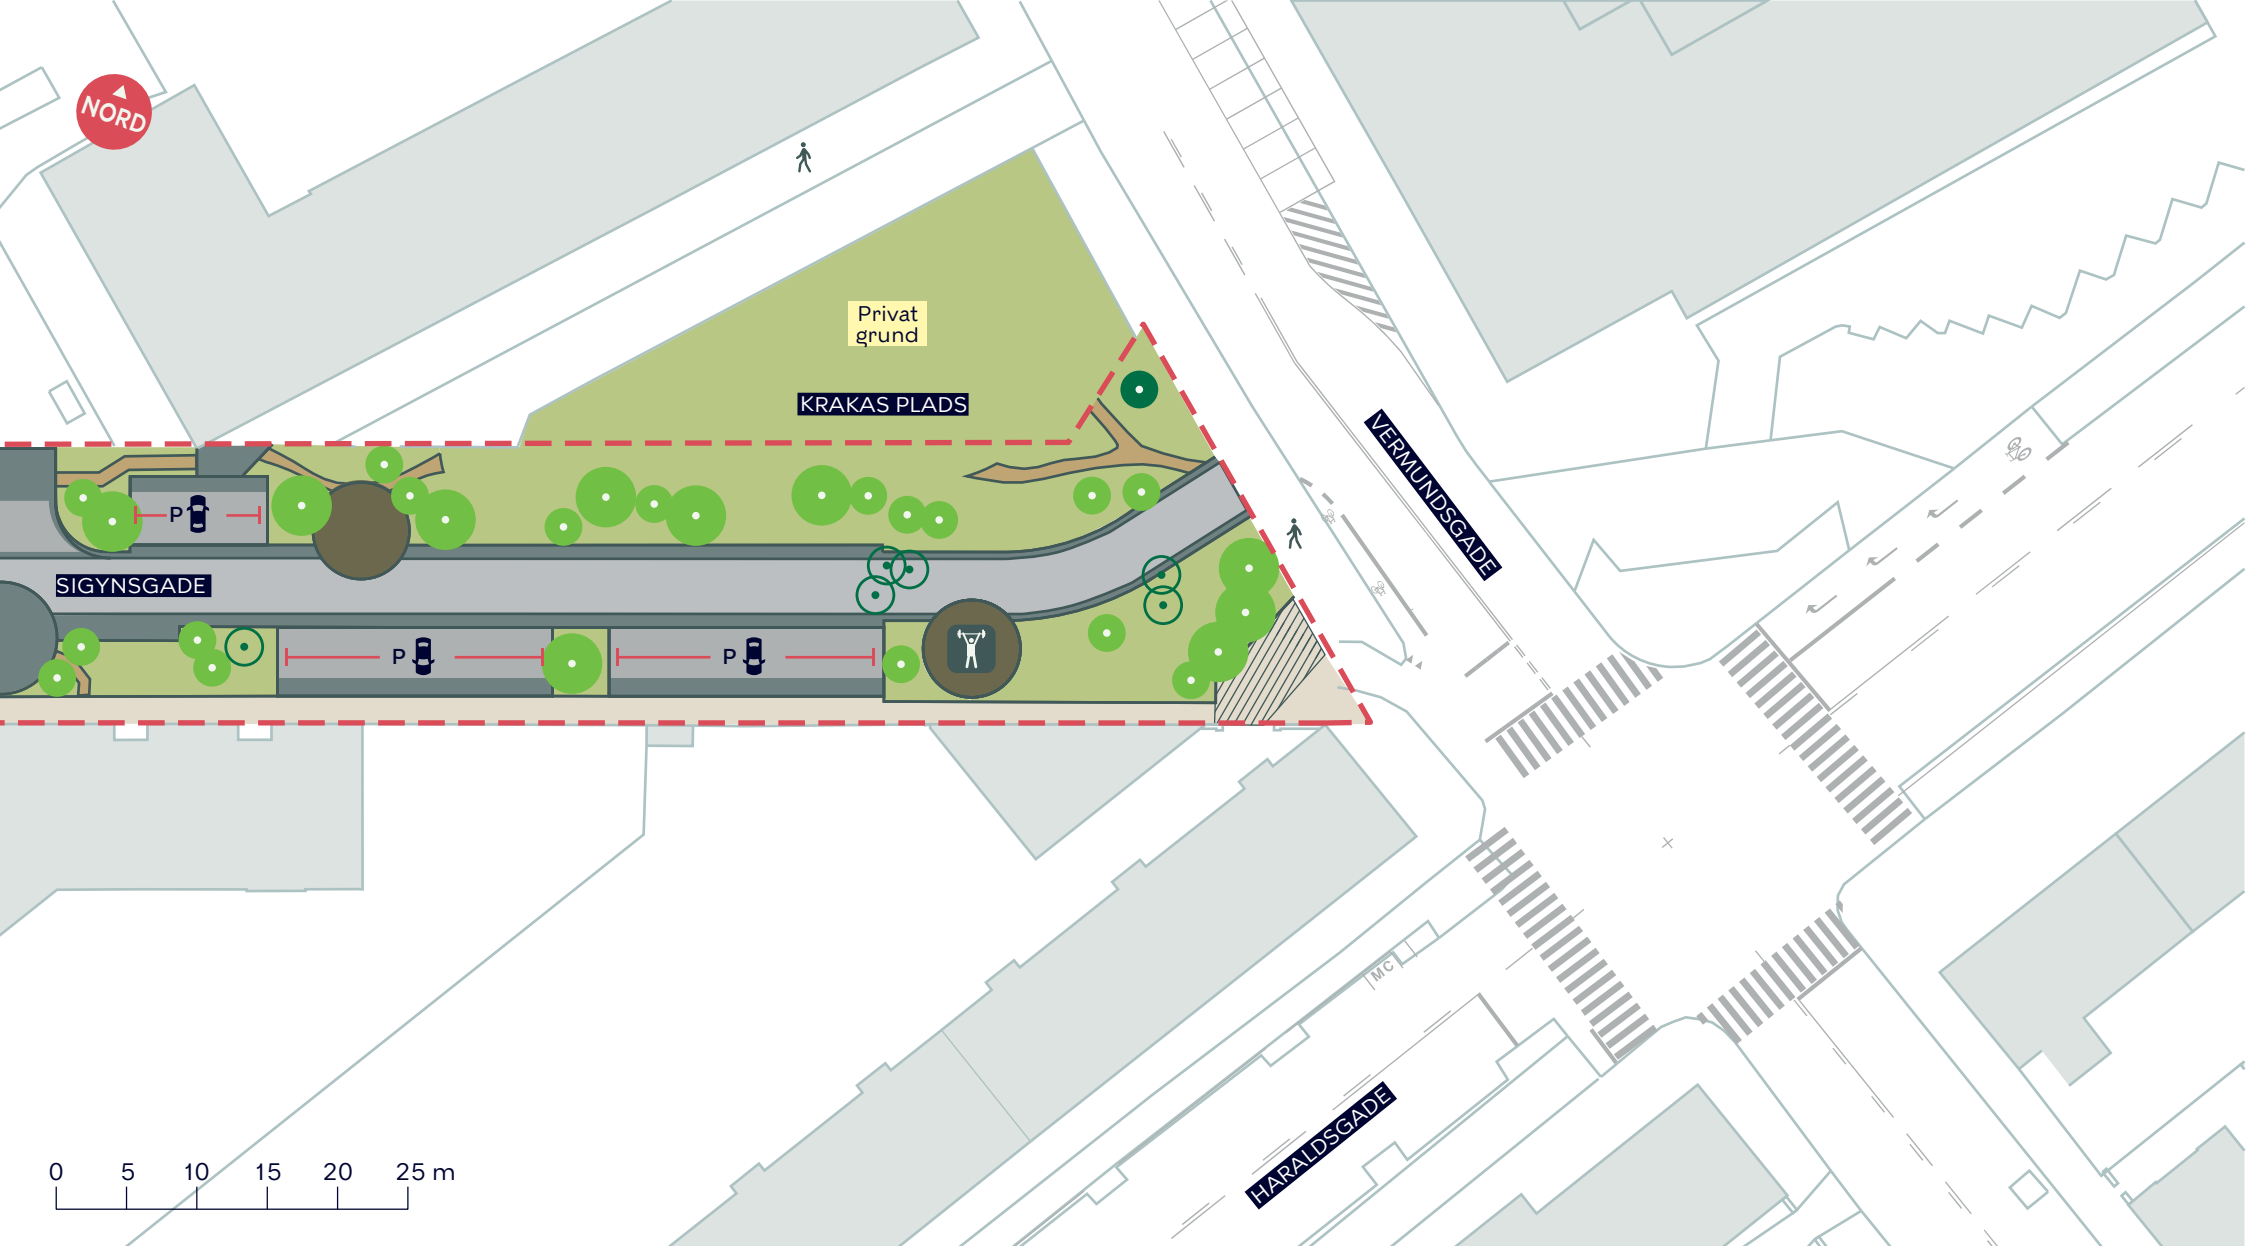 NORD
Privat
grund
KRAKAS PLADS
VERMUNDSGADE
P
SIGYNSGADE
P
P
MC
HARALDSGADE
0 5 10 15 20 25 m